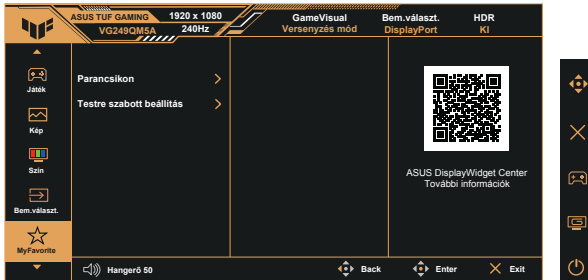 ASUS TUF GAMING 1920 x 1080
VG249QM5A 240Hz
GameVisual
Versenyzés mód
Bem.választ.
DisplayPort
HDR
KI
Játék
Kép
Szín
Bem.választ.
MyFavorite
Parancsikon
Testre szabott beállítás
ASUS DisplayWidget Center
További információk
Hangerő 50
Back
Enter
Exit